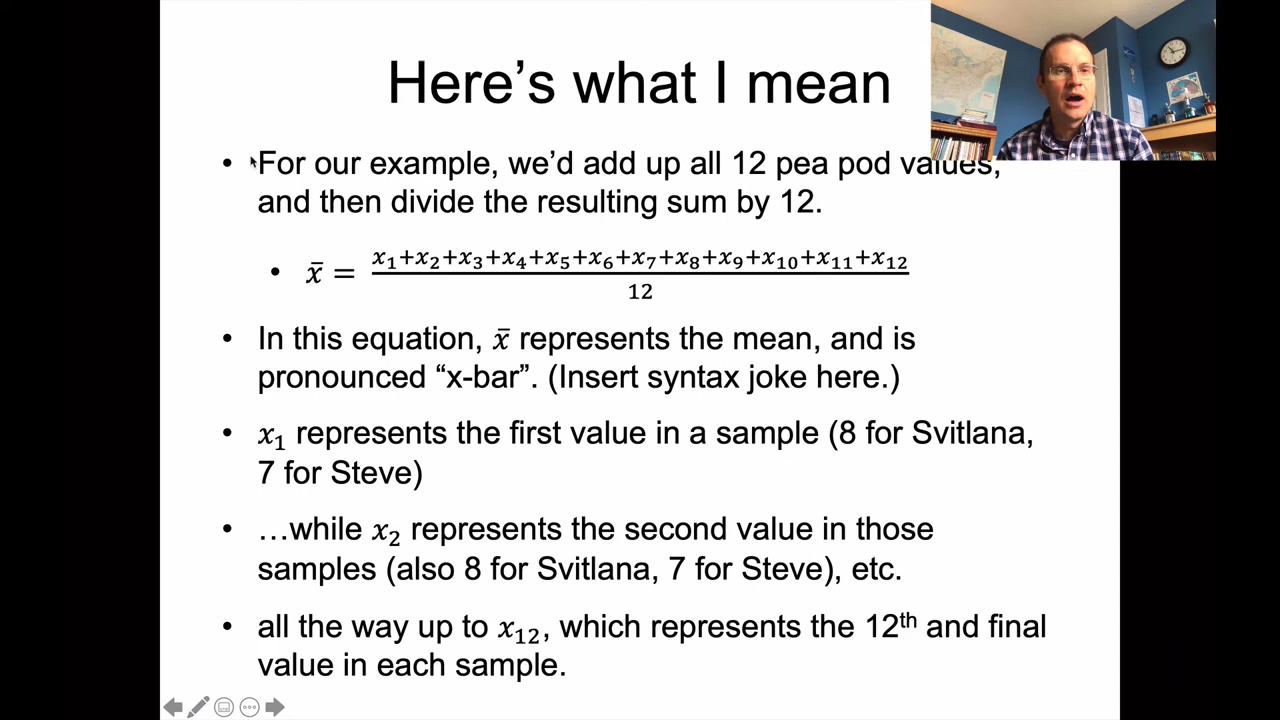 Here’s what I mean
• For our example, we’d add up all 12 pea pod values,
and then divide the resulting sum by 12.
• x̄ = (x₁+x₂+x₃+x₄+x₅+x₆+x₇+x₈+x₉+x₁₀+x₁₁+x₁₂)/12
• In this equation, x̄ represents the mean, and is
pronounced “x-bar”. (Insert syntax joke here.)
• x₁ represents the first value in a sample (8 for Svitlana,
7 for Steve)
• …while x₂ represents the second value in those
samples (also 8 for Svitlana, 7 for Steve), etc.
• all the way up to x₁₂, which represents the 12th and final
value in each sample.